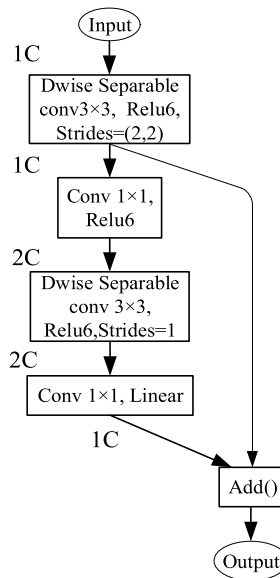 Input
1C
Dwise Separable
conv3×3, Relu6,
Strides=(2,2)
1C
Conv 1×1,
Relu6
2C
Dwise Separable
conv 3×3,
Relu6,Strides=1
2C
Conv 1×1, Linear
1C
Add()
Output